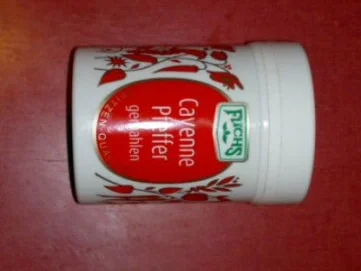 FUCHS
Cayenne
Pfeffer
gemahlen